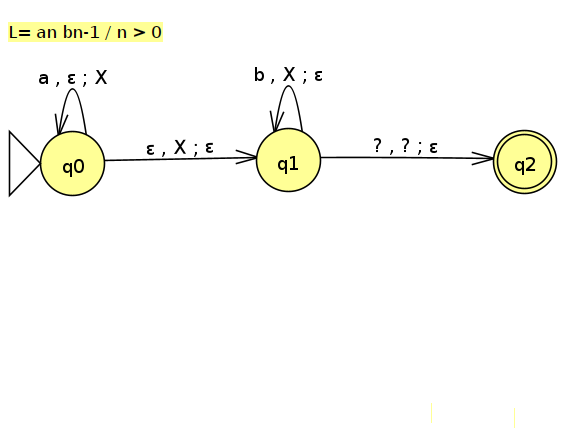 L= an bn-1 / n > 0
a , ε ; X
b , X ; ε
ε , X ; ε
? , ? ; ε
q0
q1
q2